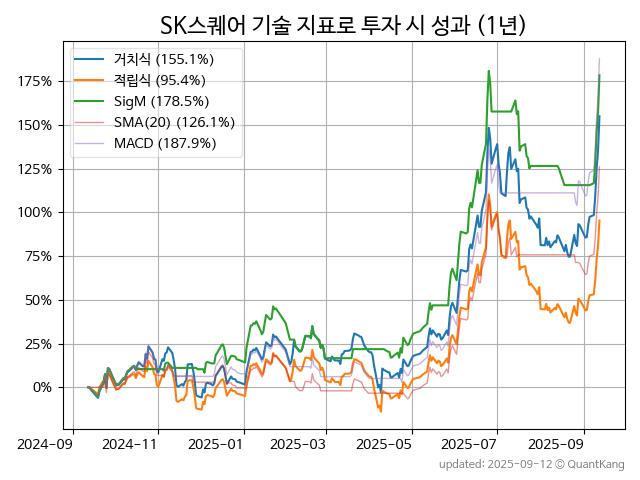 SK스퀘어 기술 지표로 투자 시 성과 (1년)
거치식 (155.1%)
적립식 (95.4%)
SigM (178.5%)
SMA(20) (126.1%)
MACD (187.9%)
175%
150%
125%
100%
75%
50%
25%
0%
2024-09
2024-11
2025-01
2025-03
2025-05
2025-07
2025-09
updated: 2025-09-12 © QuantKang